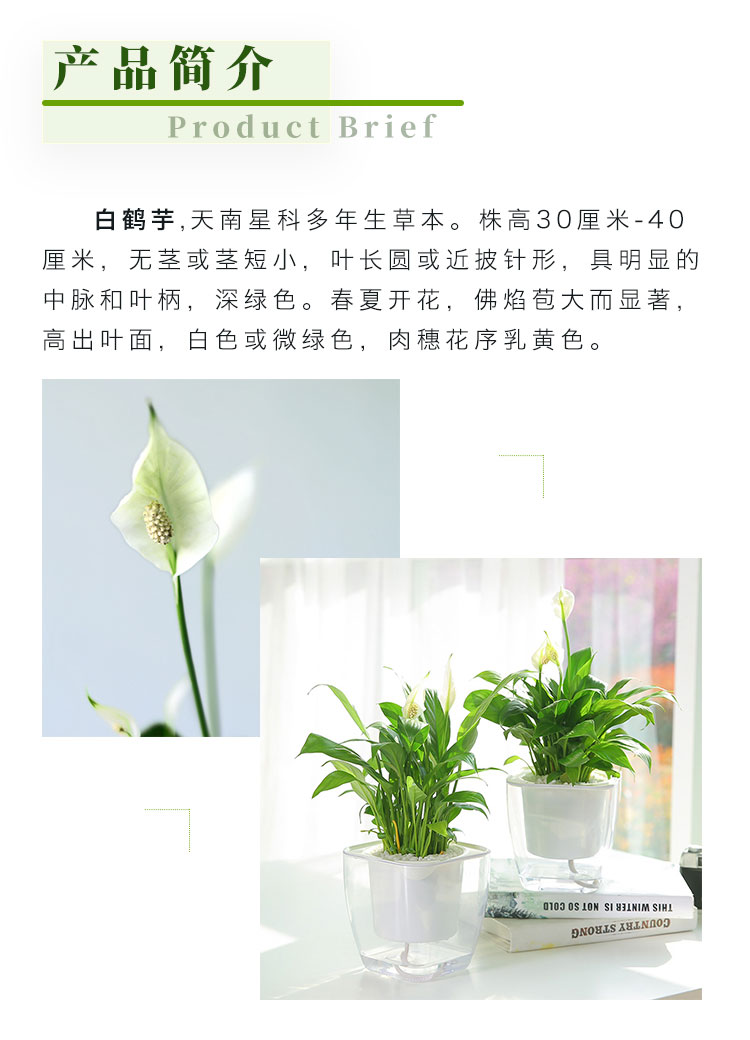 产品简介
Product Brief
白鹤芋,天南星科多年生草本。株高30厘米-40
厘米，无茎或茎短小，叶长圆或近披针形，具明显的
中脉和叶柄，深绿色。春夏开花，佛焰苞大而显著，
高出叶面，白色或微绿色，肉穗花序乳黄色。
THIS WINTER IS NOT SO COLD
COUNTRY STRONG